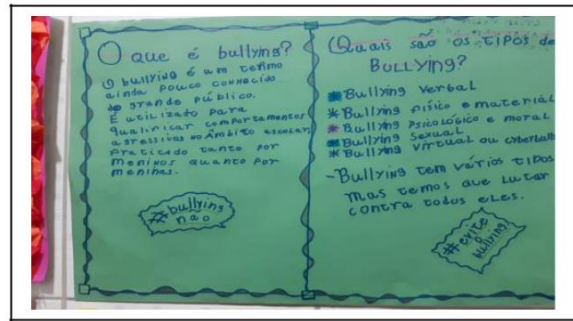 O que é bullying?
O bullying é um termo
ainda pouco conhecido
do grande público.
É utilizado para
qualificar comportamentos
agressivos no âmbito escolar,
praticado tanto por
meninos quanto por
meninas.
#bullying
não
Quais são os tipos de
Bullying?
*Bullying verbal
*Bullying físico e material
*Bullying psicológico e moral
*Bullying sexual
*Bullying virtual ou
-Bullying tem vários tipos
mas temos que lutar
contra todos eles.
#evite
o
bullying